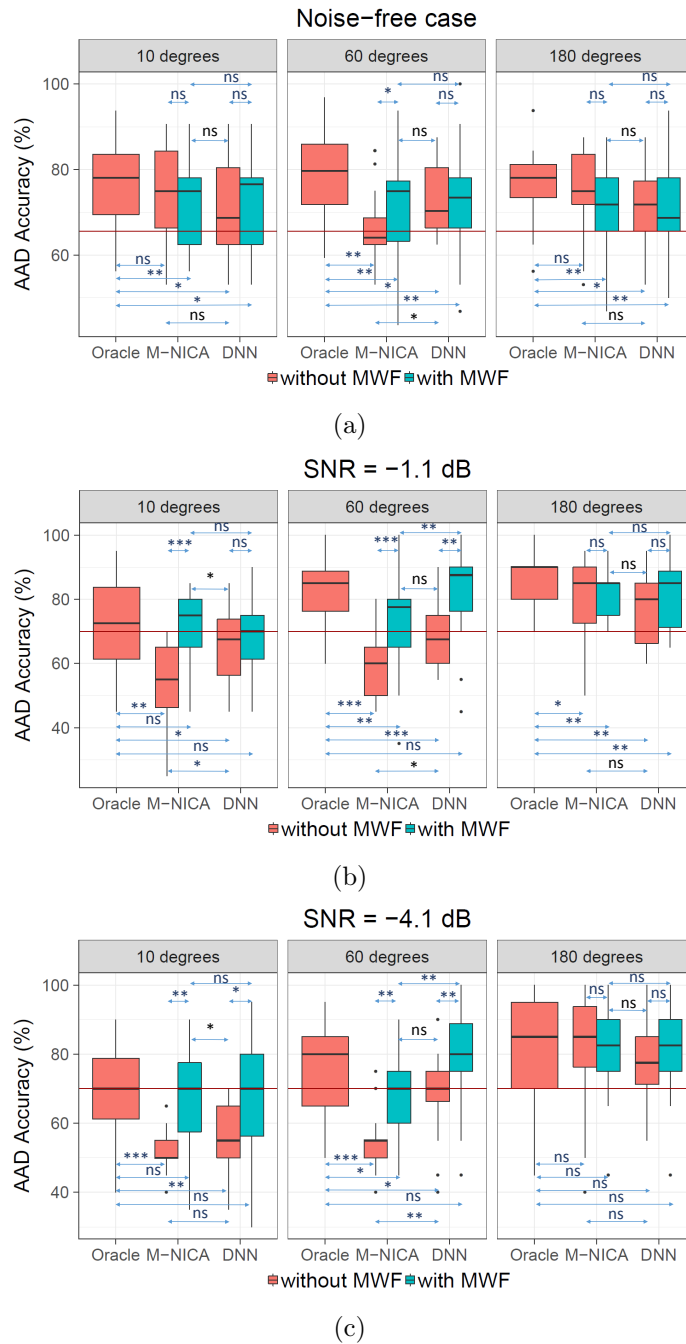 Noise−free case
10 degrees 60 degrees 180 degrees
ns ns ns
ns ns * ns ns ns
ns ns ns
100
80
60
AAD Accuracy (%)
ns ** ns
** ** **
* * *
* ** **
ns * ns
Oracle M−NICA DNN Oracle M−NICA DNN Oracle M−NICA DNN
without MWF with MWF
(a)
SNR = −1.1 dB
10 degrees 60 degrees 180 degrees
ns ** ns
*** ns *** ** ns ns
* ns ns
100
80
60
40
AAD Accuracy (%)
** *** *
ns ** **
* *** **
ns ns **
* * ns
Oracle M−NICA DNN Oracle M−NICA DNN Oracle M−NICA DNN
without MWF with MWF
(b)
SNR = −4.1 dB
10 degrees 60 degrees 180 degrees
ns ** ns
** * ** ** ns ns
* ns ns
100
80
60
40
AAD Accuracy (%)
*** *** ns
ns * ns
** * ns
ns ns ns
ns ** ns
Oracle M−NICA DNN Oracle M−NICA DNN Oracle M−NICA DNN
without MWF with MWF
(c)